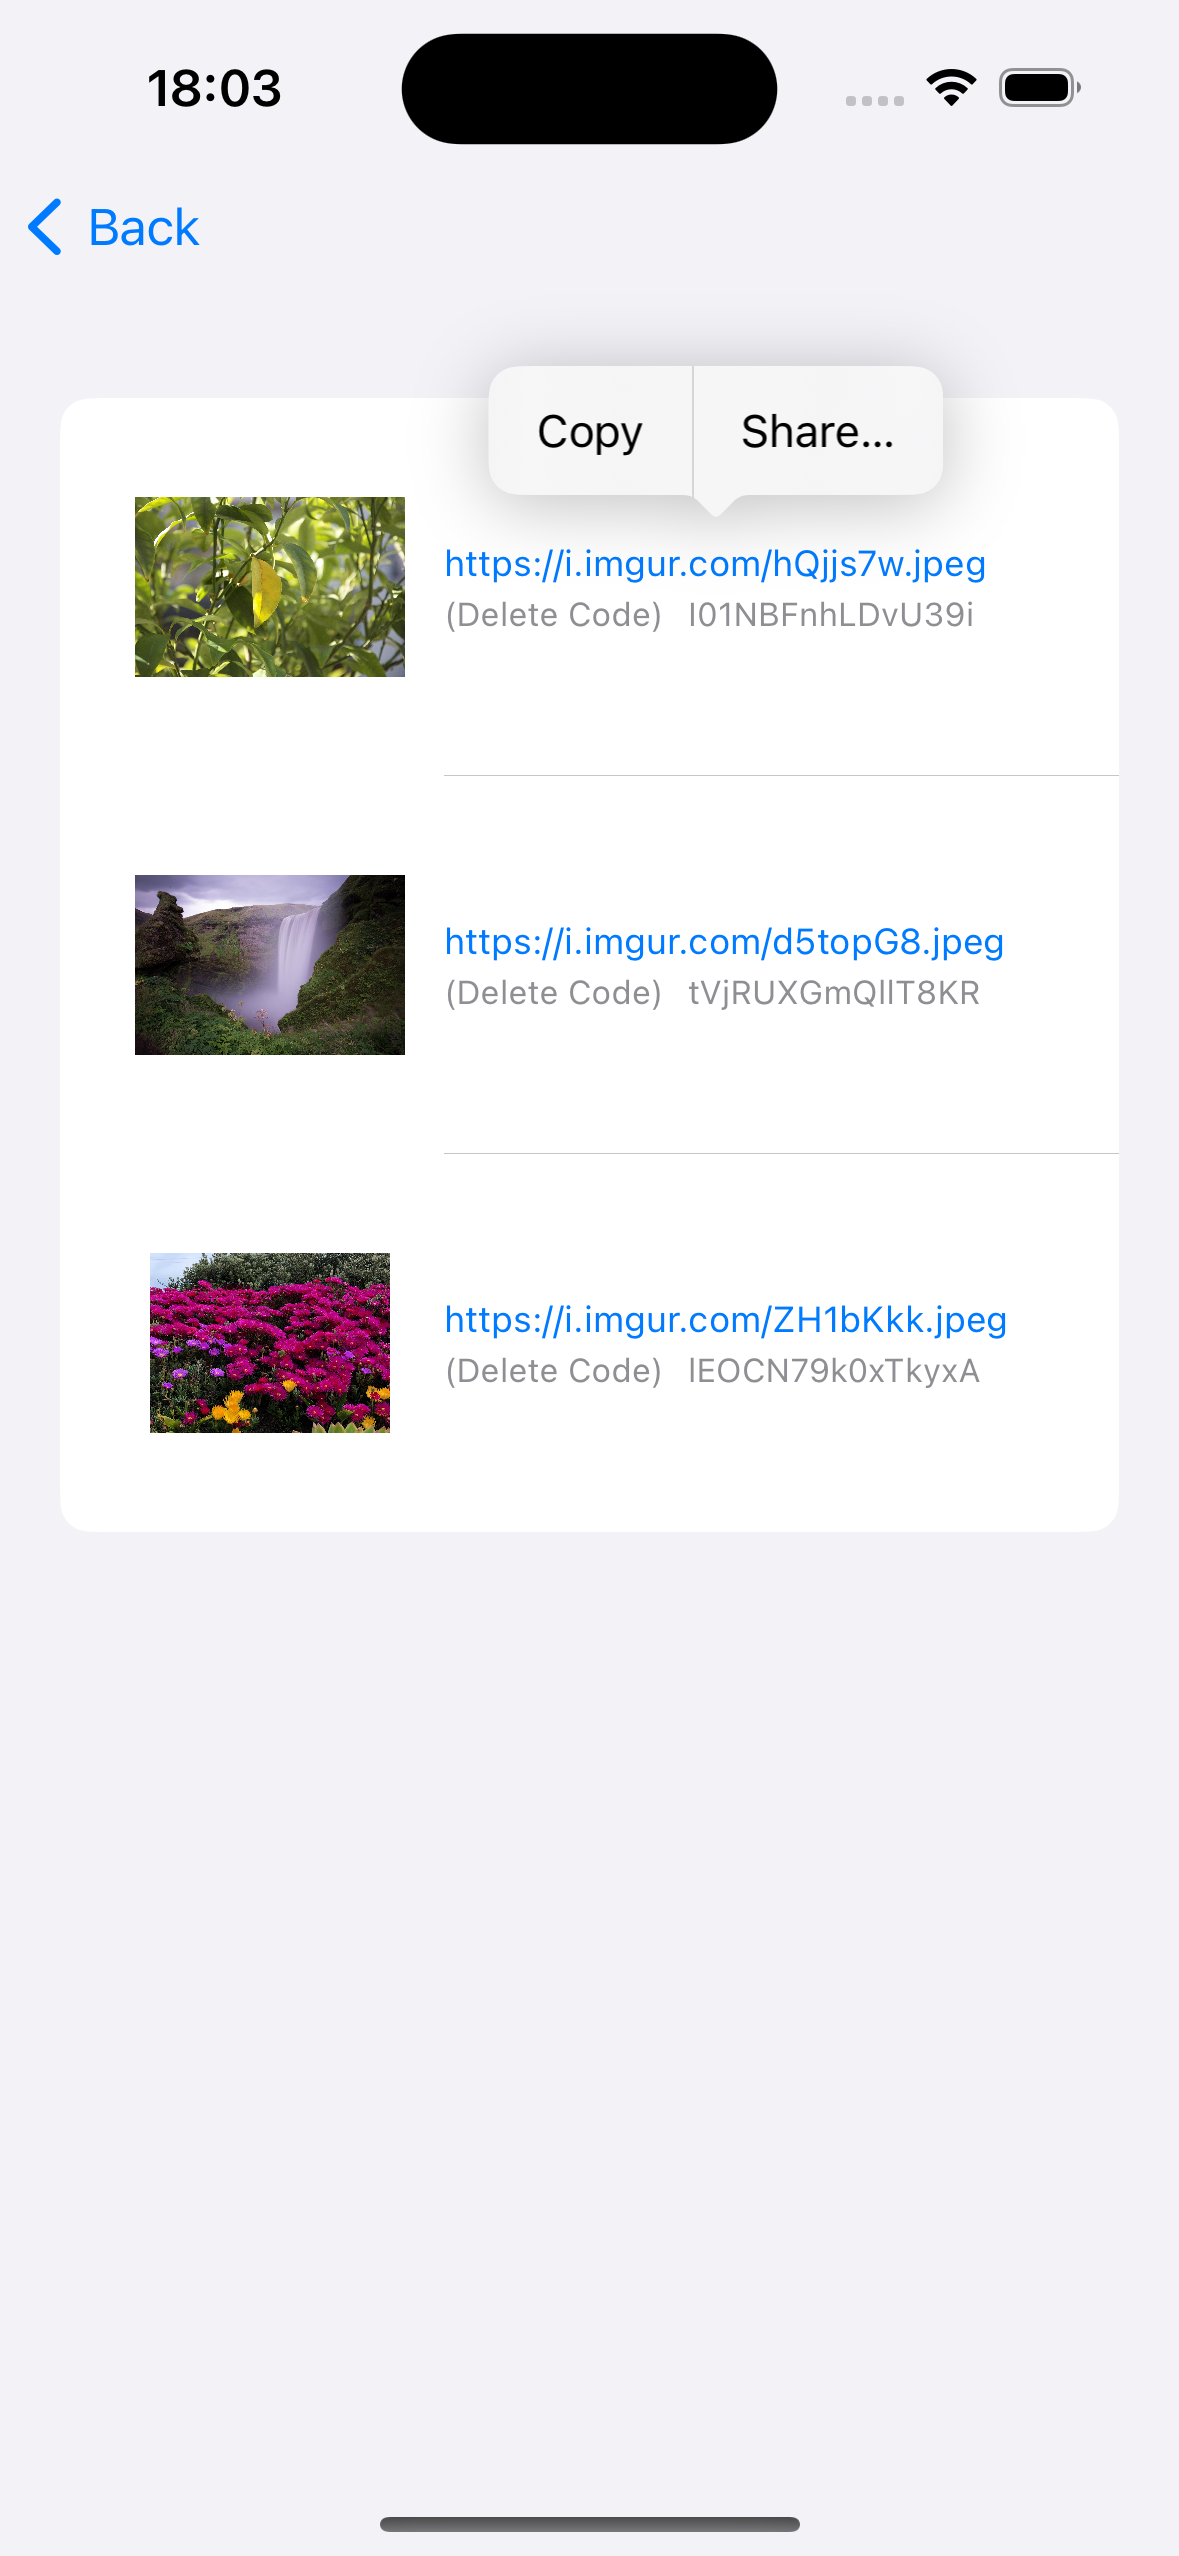 18:03
Back
Copy
Share...
https://i.imgur.com/hQjjs7w.jpeg
(Delete Code) I01NBFnhLDvU39i
https://i.imgur.com/d5topG8.jpeg
(Delete Code) tVjRUXGmQllT8KR
https://i.imgur.com/ZH1bKkk.jpeg
(Delete Code) lEOCN79k0xTkyxA